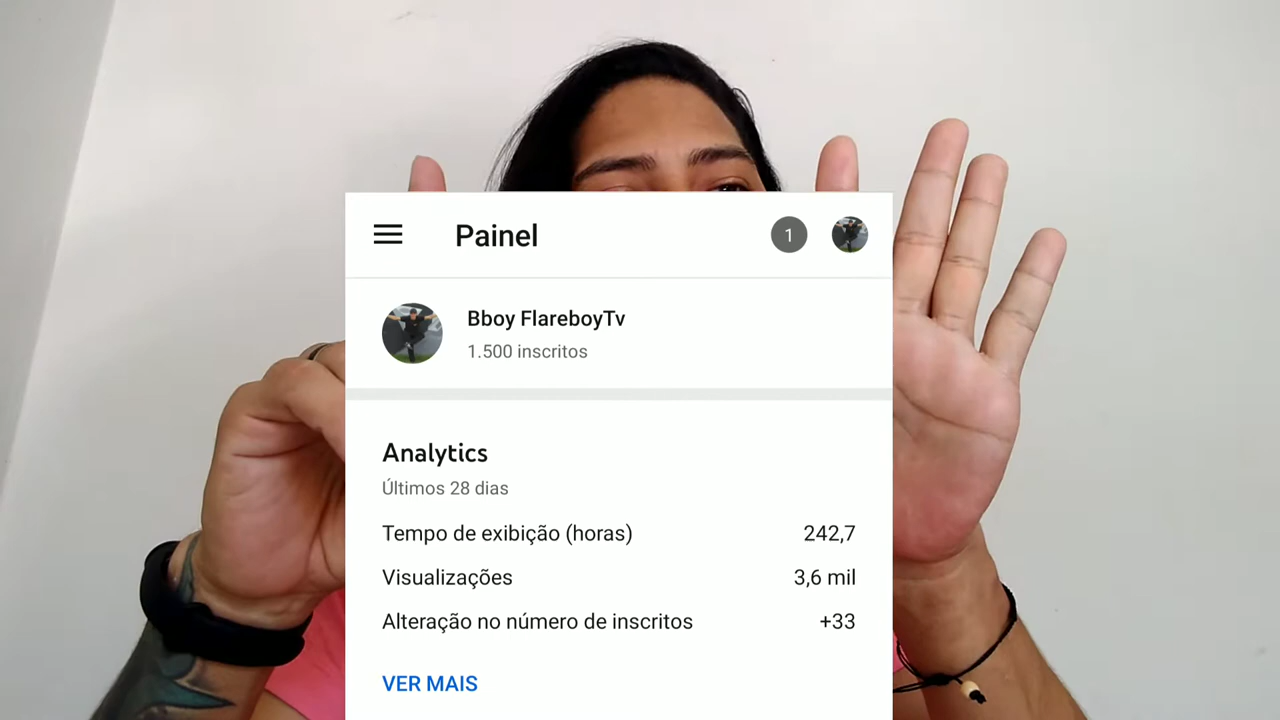 Painel
1
Bboy FlareboyTv
1.500 inscritos
Analytics
Últimos 28 dias
Tempo de exibição (horas) 242,7
Visualizações 3,6 mil
Alteração no número de inscritos +33
VER MAIS